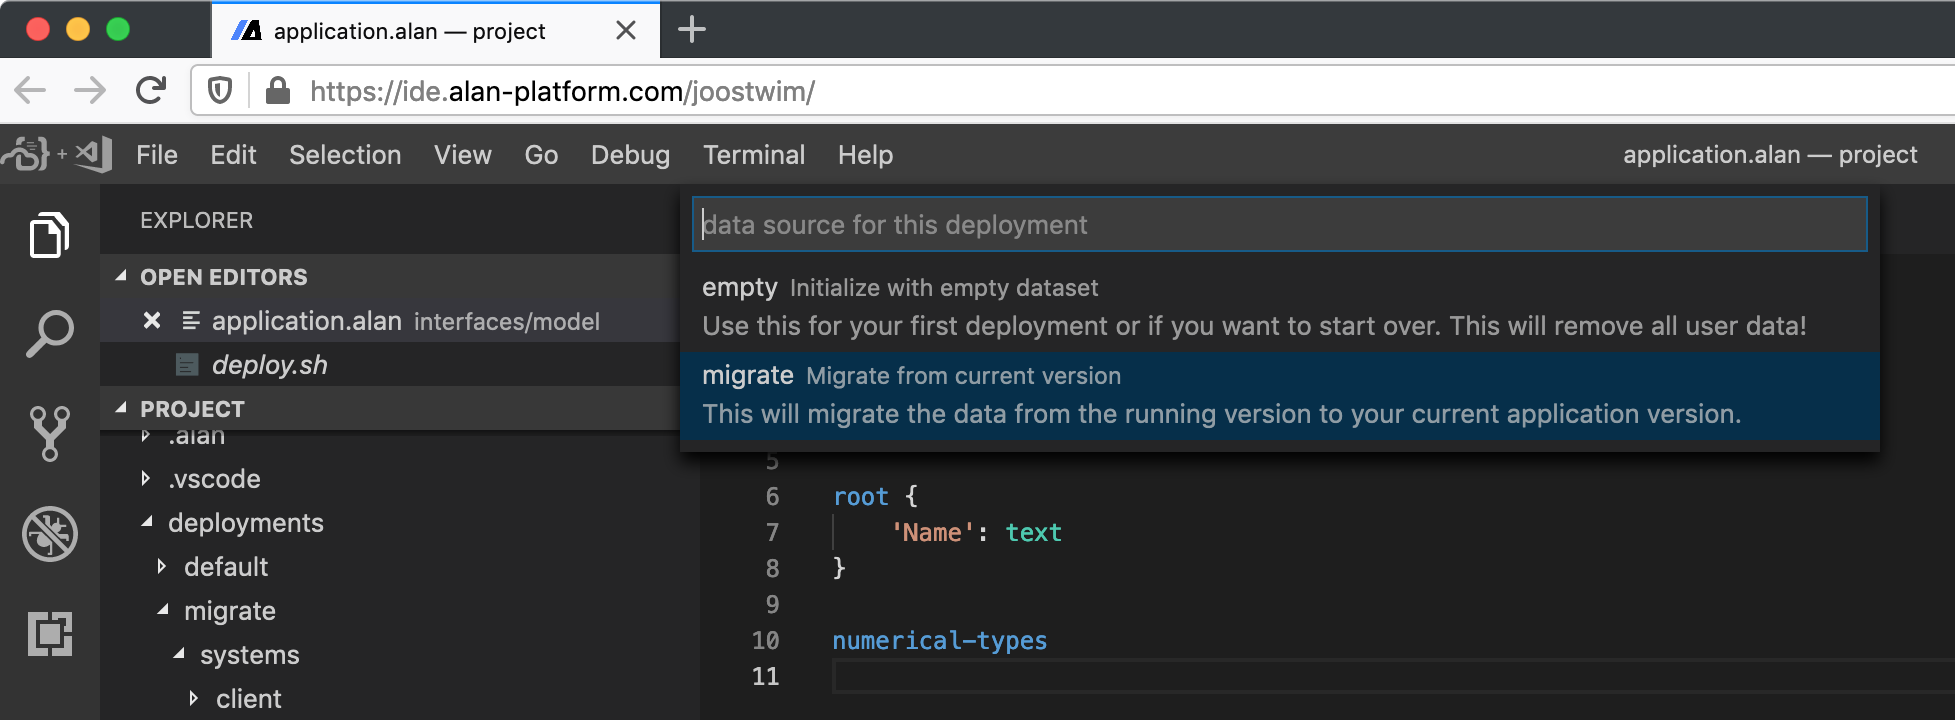 application.alan — project
https://ide.alan-platform.com/joostwim/
File Edit Selection View Go Debug Terminal Help
application.alan — project
EXPLORER
OPEN EDITORS
application.alan interfaces/model
deploy.sh
PROJECT
.alan
.vscode
deployments
default
migrate
systems
client
data source for this deployment
empty Initialize with empty dataset
Use this for your first deployment or if you want to start over. This will remove all user data!
migrate Migrate from current version
This will migrate the data from the running version to your current application version.
5
6 root {
7 'Name': text
8 }
9
10 numerical-types
11